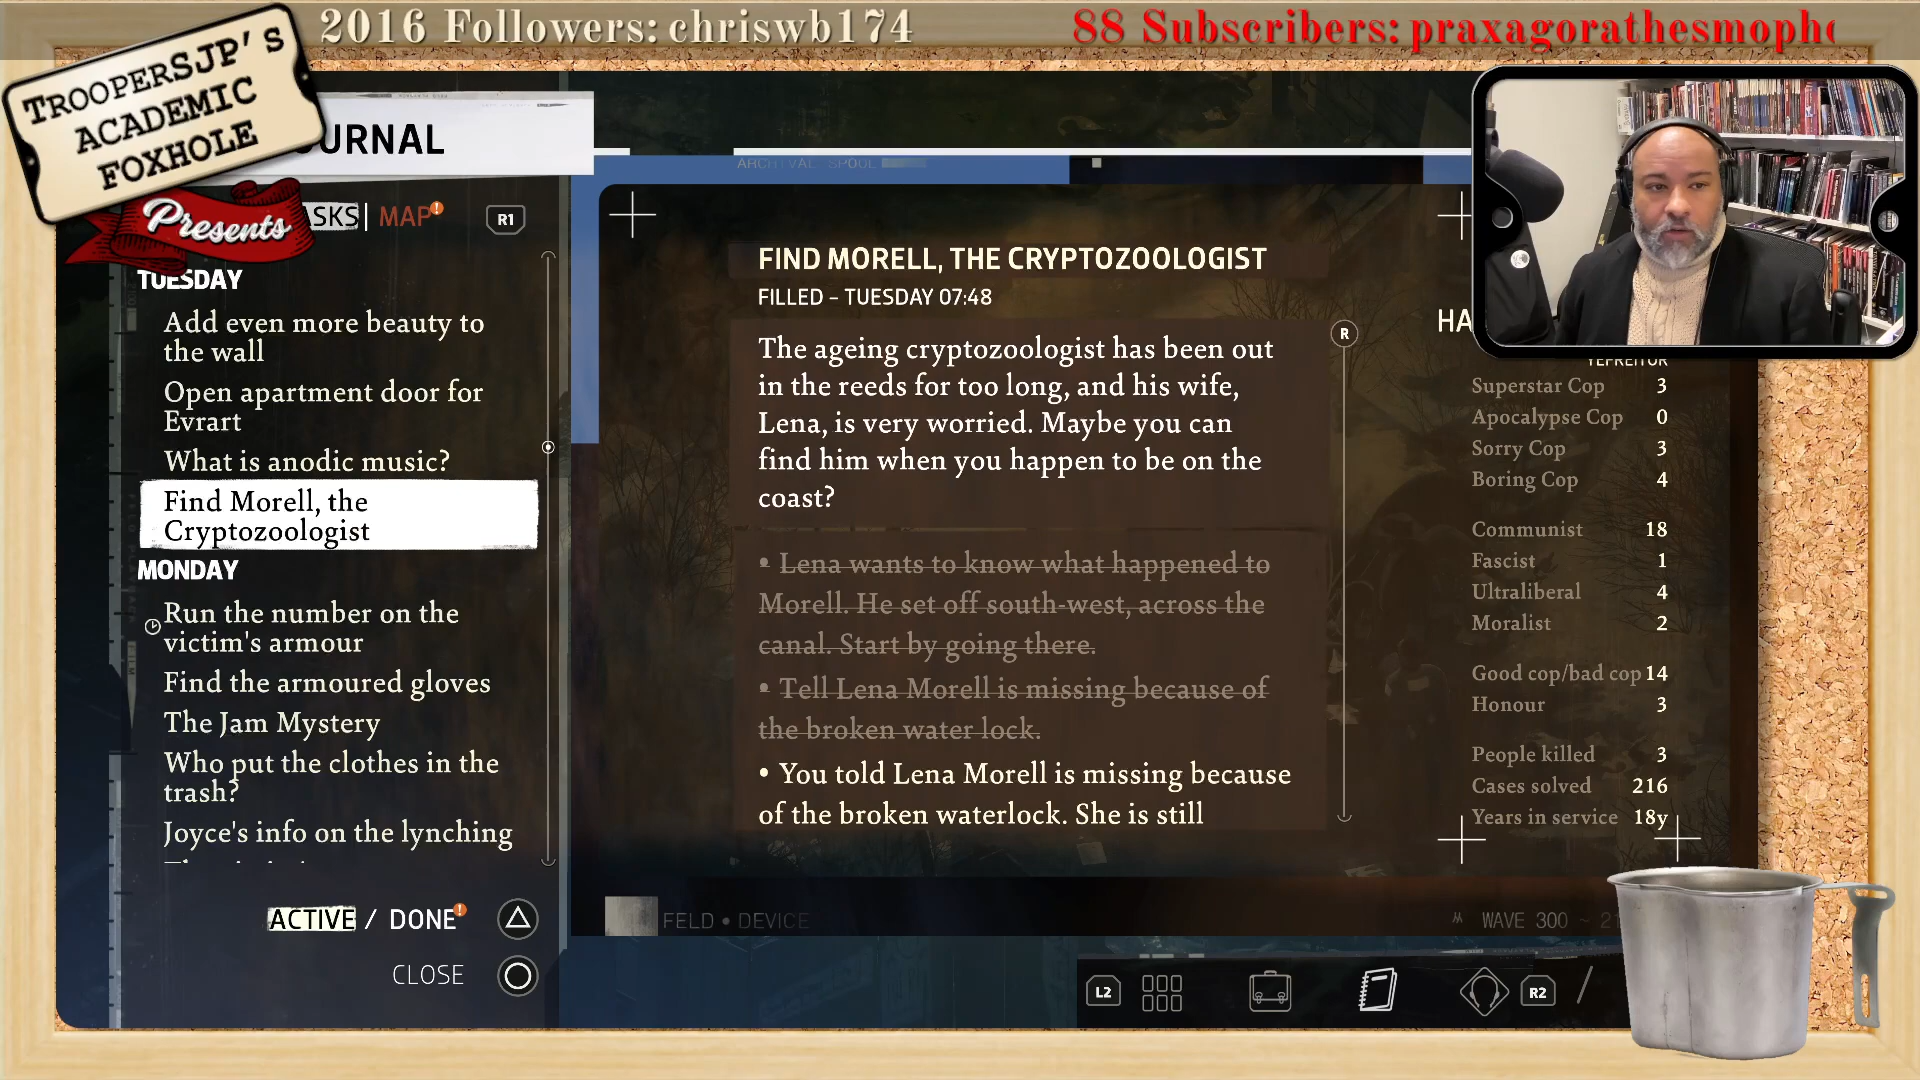 2016 Followers: chriswb174
88 Subscribers: praxagorathesmopho
TROOPERSJP'S
ACADEMIC
FOXHOLE
Presents
URNAL
ASKS | MAP
R1
TUESDAY
Add even more beauty to
the wall
Open apartment door for
Evrart
What is anodic music?
Find Morell, the
Cryptozoologist
MONDAY
Run the number on the
victim's armour
Find the armoured gloves
The Jam Mystery
Who put the clothes in the
trash?
Joyce's info on the lynching
ACTIVE / DONE
CLOSE
ARCHIVAL SPOOL
FIND MORELL, THE CRYPTOZOOLOGIST
FILLED – TUESDAY 07:48
R
The ageing cryptozoologist has been out
in the reeds for too long, and his wife,
Lena, is very worried. Maybe you can
find him when you happen to be on the
coast?
• Lena wants to know what happened to
Morell. He set off south-west, across the
canal. Start by going there.
• Tell Lena Morell is missing because of
the broken water lock.
• You told Lena Morell is missing because
of the broken waterlock. She is still
HA
YEFREITOR
Superstar Cop 3
Apocalypse Cop 0
Sorry Cop 3
Boring Cop 4
Communist 18
Fascist 1
Ultraliberal 4
Moralist 2
Good cop/bad cop 14
Honour 3
People killed 3
Cases solved 216
Years in service 18y
FELD • DEVICE
WAVE 300 ~ 21
L2
R2